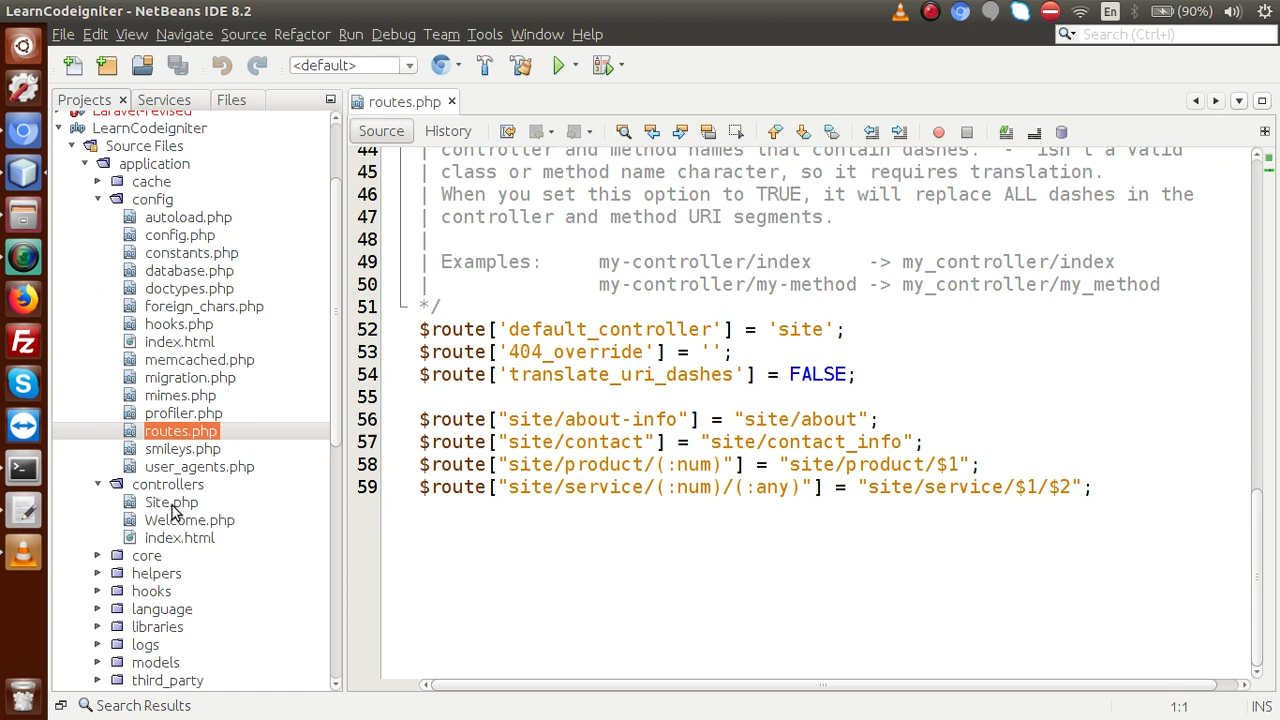 LearnCodeigniter - NetBeans IDE 8.2
En
(90%)
File Edit View Navigate Source Refactor Run Debug Team Tools Window Help
Search (Ctrl+I)
<default>
Projects
Services
Files
routes.php
Source
History
Laravel-revised
LearnCodeigniter
Source Files
application
cache
config
autoload.php
config.php
constants.php
database.php
doctypes.php
foreign_chars.php
hooks.php
index.html
memcached.php
migration.php
mimes.php
profiler.php
routes.php
smileys.php
user_agents.php
controllers
Site.php
Welcome.php
index.html
core
helpers
hooks
language
libraries
logs
models
third_party
44 | controller and method names that contain dashes. '-' isn't a valid
45 | class or method name character, so it requires translation.
46 | When you set this option to TRUE, it will replace ALL dashes in the
47 | controller and method URI segments.
48 |
49 | Examples: my-controller/index -> my_controller/index
50 | my-controller/my-method -> my_controller/my_method
51 */
52 $route['default_controller'] = 'site';
53 $route['404_override'] = '';
54 $route['translate_uri_dashes'] = FALSE;
55
56 $route["site/about-info"] = "site/about";
57 $route["site/contact"] = "site/contact_info";
58 $route["site/product/(:num)"] = "site/product/$1";
59 $route["site/service/(:num)/(:any)"] = "site/service/$1/$2";
Search Results
1:1
INS